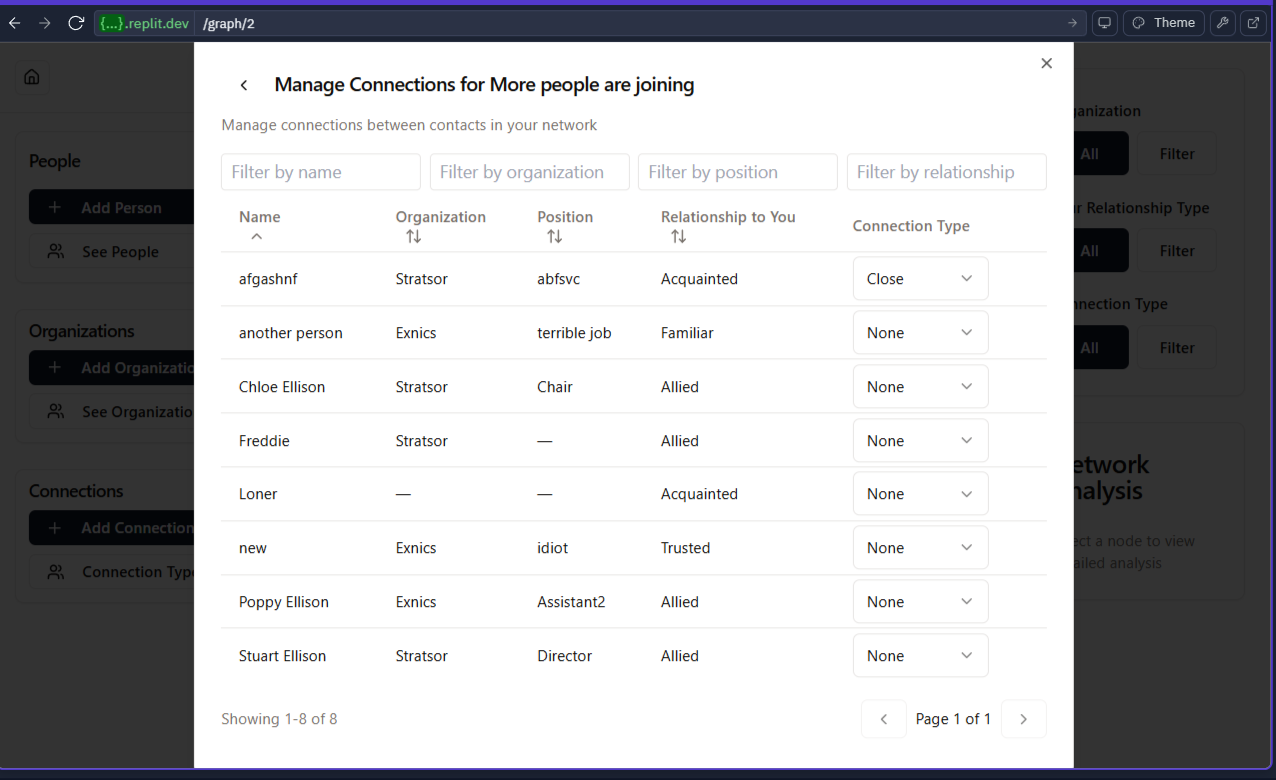 {...}.replit.dev /graph/2 Theme
Manage Connections for More people are joining
Manage connections between contacts in your network
Filter by name Filter by organization Filter by position Filter by relationship
Name Organization Position Relationship to You Connection Type
afgashnf Stratsor abfsvc Acquainted Close
another person Exnics terrible job Familiar None
Chloe Ellison Stratsor Chair Allied None
Freddie Stratsor — Allied None
Loner — — Acquainted None
new Exnics idiot Trusted None
Poppy Ellison Exnics Assistant2 Allied None
Stuart Ellison Stratsor Director Allied None
Showing 1-8 of 8 Page 1 of 1
People
+ Add Person
See People
Organizations
+ Add Organizatio
See Organizatio
Connections
+ Add Connection
Connection Type
ganization
All Filter
r Relationship Type
All Filter
nnection Type
All Filter
etwork
nalysis
ect a node to view
ailed analysis